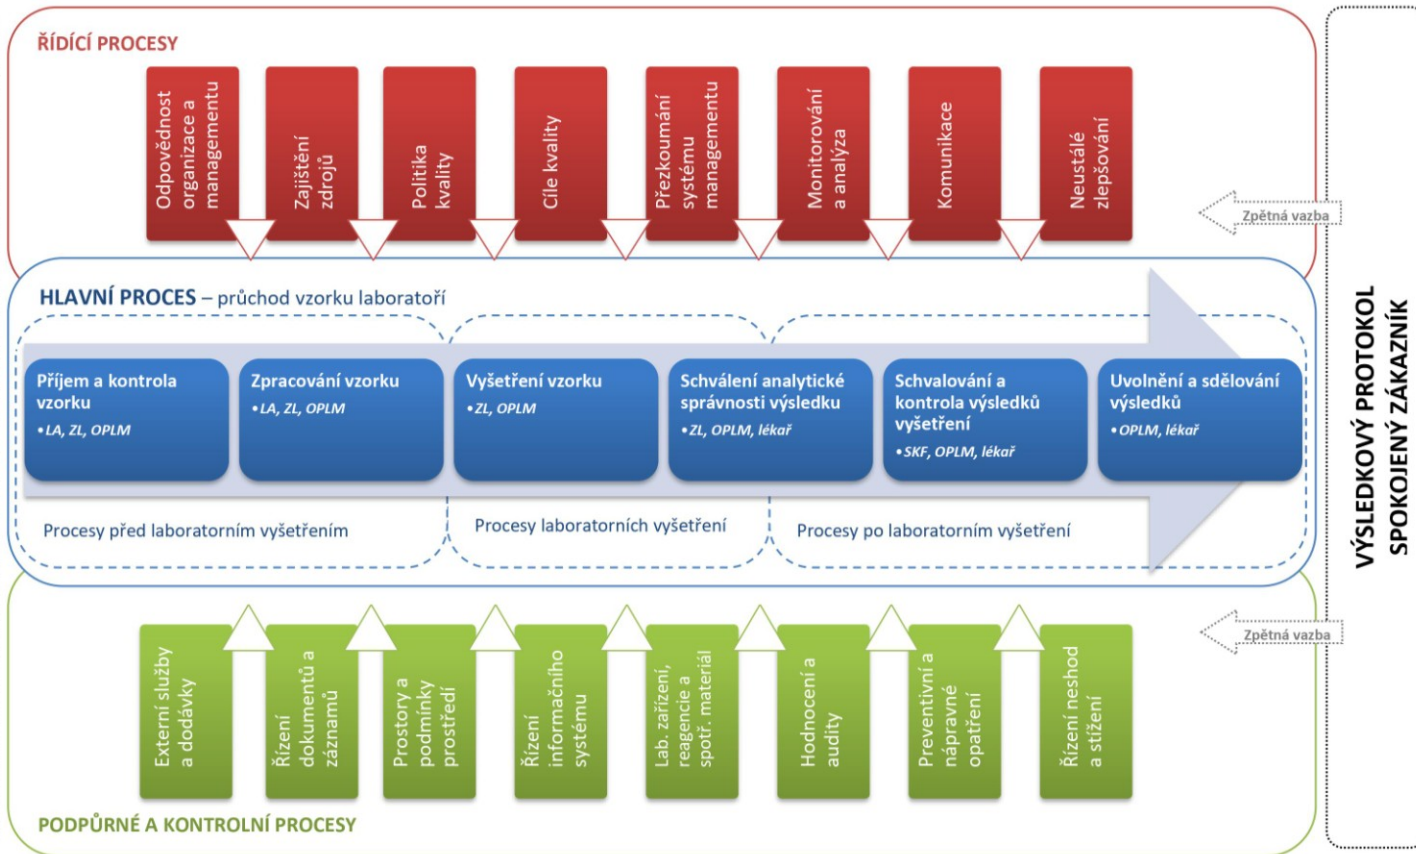 ŘÍDÍCÍ PROCESY
Odpovědnost
organizace a
managementu
Zajištění
zdrojů
Politika
kvality
Cíle kvality
Přezkoumání
systému
managementu
Monitorování
a analýza
Komunikace
Neustálé
zlepšování
Zpětná vazba
HLAVNÍ PROCES – průchod vzorku laboratoří
Příjem a kontrola
vzorku
•LA, ZL, OPLM
Zpracování vzorku
•LA, ZL, OPLM
Vyšetření vzorku
•ZL, OPLM
Schválení analytické
správnosti výsledku
•ZL, OPLM, lékař
Schvalování a
kontrola výsledků
vyšetření
•SKF, OPLM, lékař
Uvolnění a sdělování
výsledků
•OPLM, lékař
Procesy před laboratorním vyšetřením
Procesy laboratorních vyšetření
Procesy po laboratorním vyšetření
VÝSLEDKOVÝ PROTOKOL
SPOKOJENÝ ZÁKAZNÍK
Zpětná vazba
Externí služby
a dodávky
Řízení
dokumentů a
záznamů
Prostory a
podmínky
prostředí
Řízení
informačního
systému
Lab. zařízení,
reagencie a
spotř. materiál
Hodnocení a
audity
Preventivní a
nápravné
opatření
Řízení neshod
a stížení
PODPŮRNÉ A KONTROLNÍ PROCESY